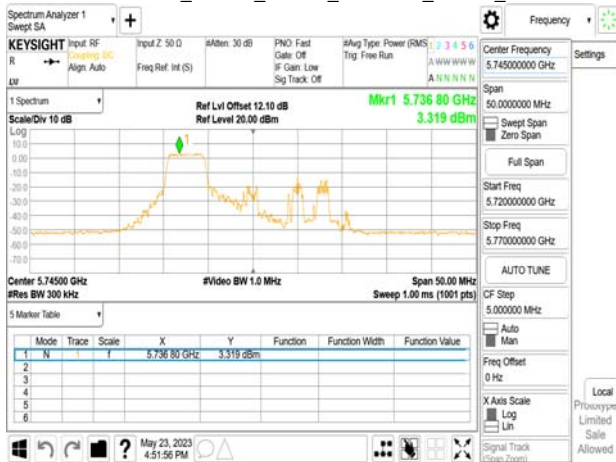 Spectrum Analyzer 1
Swept SA
Frequency
KEYSIGHT
R
Input: RF
Coupling: DC
Align: Auto
Input Z: 50 Ω
Freq Ref: Int (S)
#Atten: 30 dB
PNO: Fast
Gate: Off
IF Gain: Low
Sig Track: Off
#Avg Type: Power (RMS
Trig: Free Run
1 2 3 4 5 6
A W W W W W
A N N N N N
1 Spectrum
Scale/Div 10 dB
Log
Ref Lvl Offset 12.10 dB
Ref Level 20.00 dBm
Mkr1 5.736 80 GHz
3.319 dBm
1
10.0
0.00
-10.0
-20.0
-30.0
-40.0
-50.0
-60.0
-70.0
Center 5.74500 GHz
#Res BW 300 kHz
#Video BW 1.0 MHz
Span 50.00 MHz
Sweep 1.00 ms (1001 pts)
5 Marker Table
Mode Trace Scale X Y Function Function Width Function Value
1 N 1 f 5.736 80 GHz 3.319 dBm
2
3
4
5
6
May 23, 2023
4:51:56 PM
Center Frequency
5.745000000 GHz
Settings
Span
50.0000000 MHz
Swept Span
Zero Span
Full Span
Start Freq
5.720000000 GHz
Stop Freq
5.770000000 GHz
AUTO TUNE
CF Step
5.000000 MHz
Auto
Man
Freq Offset
0 Hz
X Axis Scale
Log
Lin
Signal Track
(Span Zoom)
Local
Prototype
Limited
Sale
Allowed